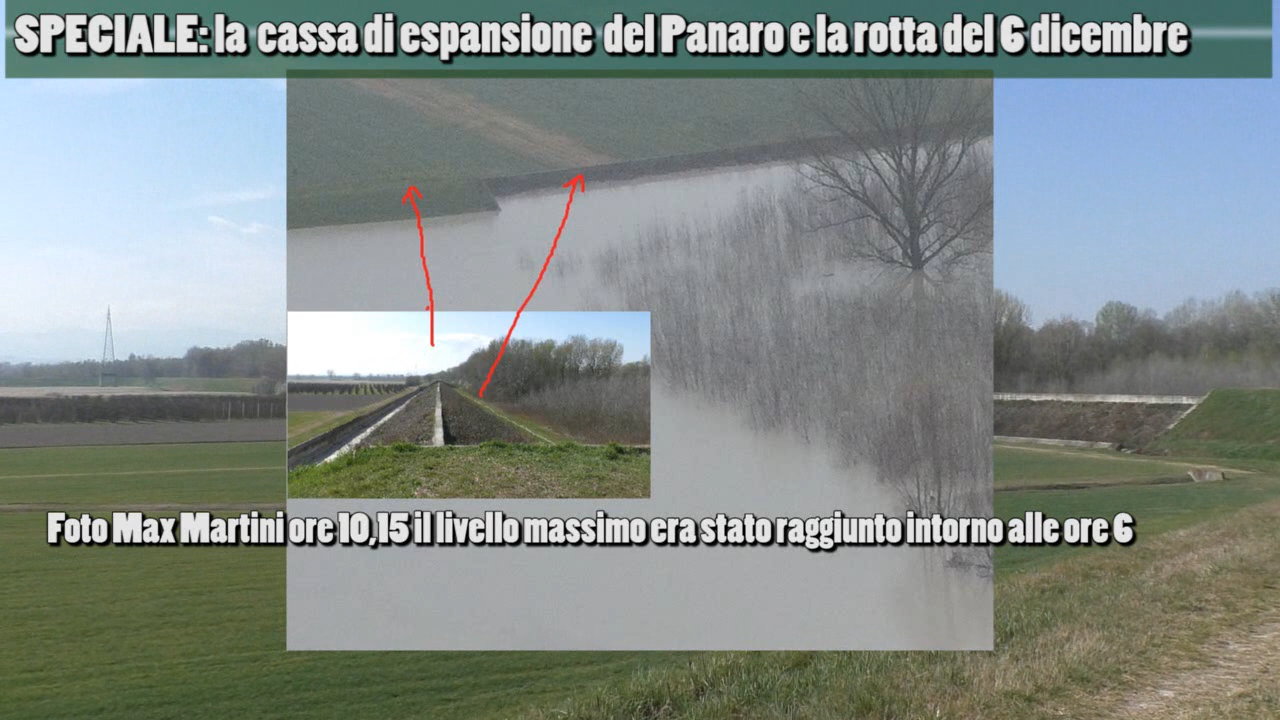 SPECIALE: la cassa di espansione del Panaro e la rotta del 6 dicembre
Foto Max Martini ore 10,15 il livello massimo era stato raggiunto intorno alle ore 6